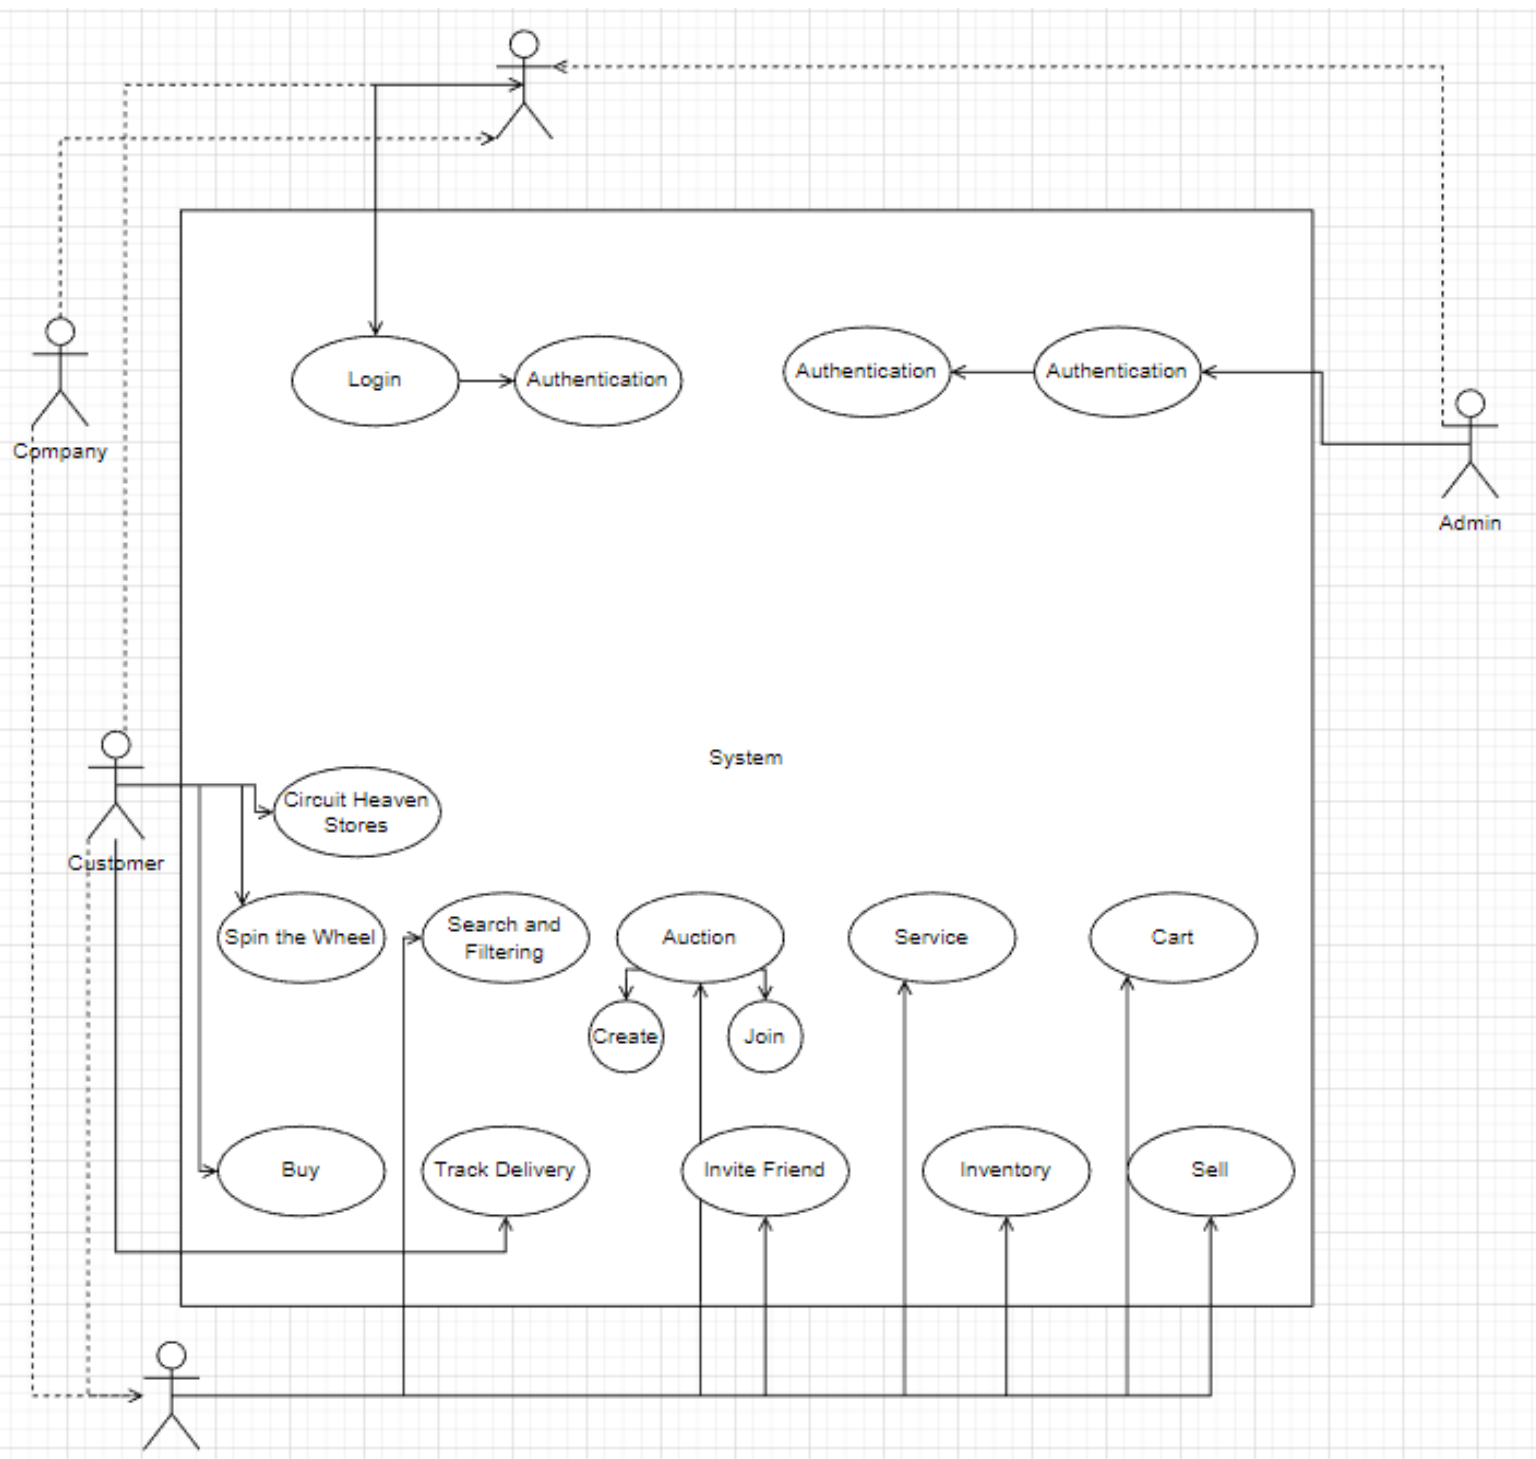 Login
Authentication
Authentication
Authentication
Company
Admin
System
Circuit Heaven
Stores
Customer
Spin the Wheel
Search and
Filtering
Auction
Service
Cart
Create
Join
Buy
Track Delivery
Invite Friend
Inventory
Sell